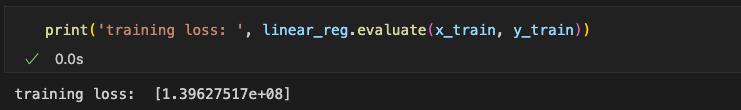 print('training loss: ', linear_reg.evaluate(x_train, y_train))
0.0s
training loss:  [1.39627517e+08]